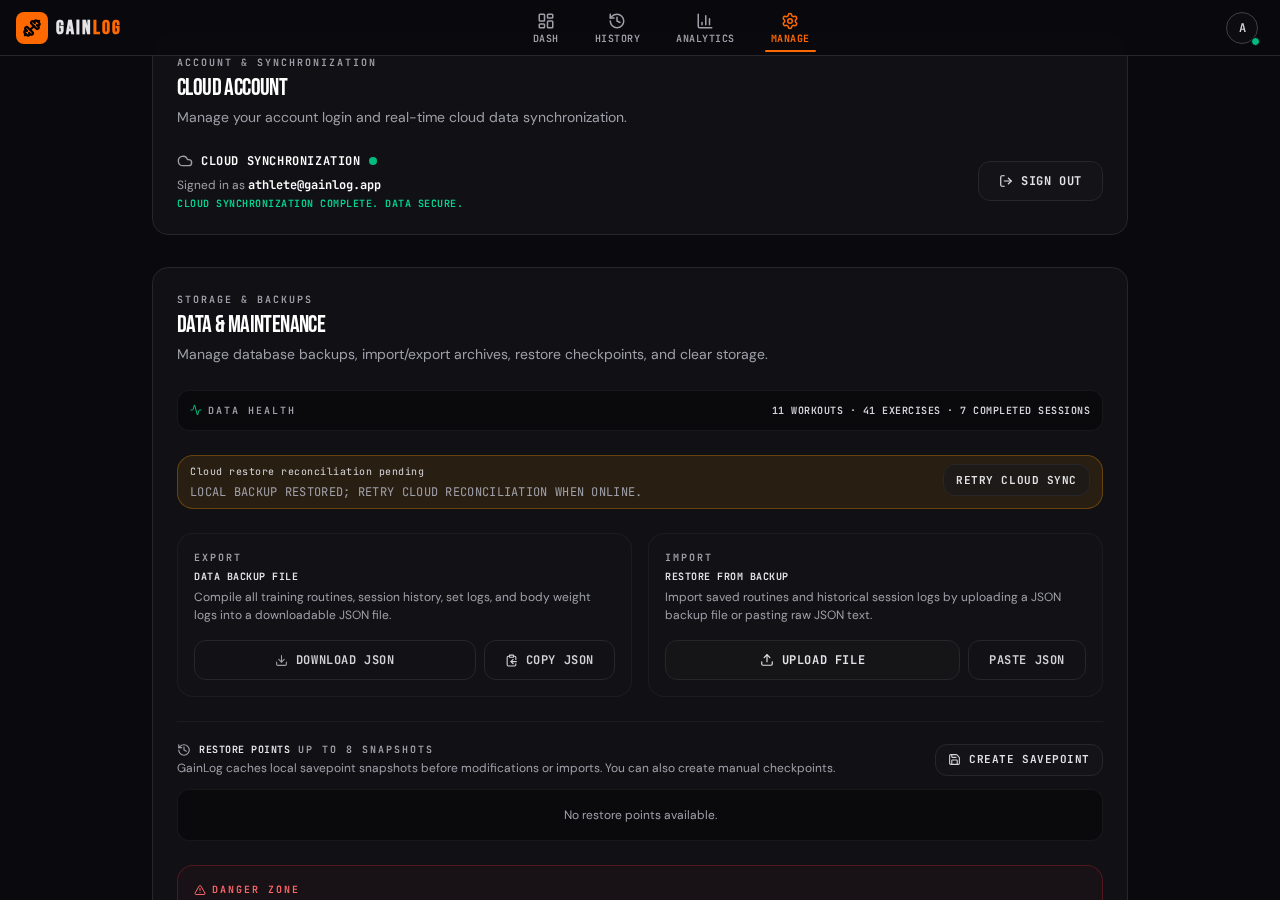 GAINLOG
DASH
HISTORY
ANALYTICS
MANAGE
A
ACCOUNT & SYNCHRONIZATION
CLOUD ACCOUNT
Manage your account login and real-time cloud data synchronization.
CLOUD SYNCHRONIZATION
Signed in as athlete@gainlog.app
CLOUD SYNCHRONIZATION COMPLETE. DATA SECURE.
SIGN OUT
STORAGE & BACKUPS
DATA & MAINTENANCE
Manage database backups, import/export archives, restore checkpoints, and clear storage.
DATA HEALTH
11 WORKOUTS · 41 EXERCISES · 7 COMPLETED SESSIONS
Cloud restore reconciliation pending
LOCAL BACKUP RESTORED; RETRY CLOUD RECONCILIATION WHEN ONLINE.
RETRY CLOUD SYNC
EXPORT
DATA BACKUP FILE
Compile all training routines, session history, set logs, and body weight
logs into a downloadable JSON file.
DOWNLOAD JSON
COPY JSON
IMPORT
RESTORE FROM BACKUP
Import saved routines and historical session logs by uploading a JSON
backup file or pasting raw JSON text.
UPLOAD FILE
PASTE JSON
RESTORE POINTS UP TO 8 SNAPSHOTS
GainLog caches local savepoint snapshots before modifications or imports. You can also create manual checkpoints.
CREATE SAVEPOINT
No restore points available.
DANGER ZONE